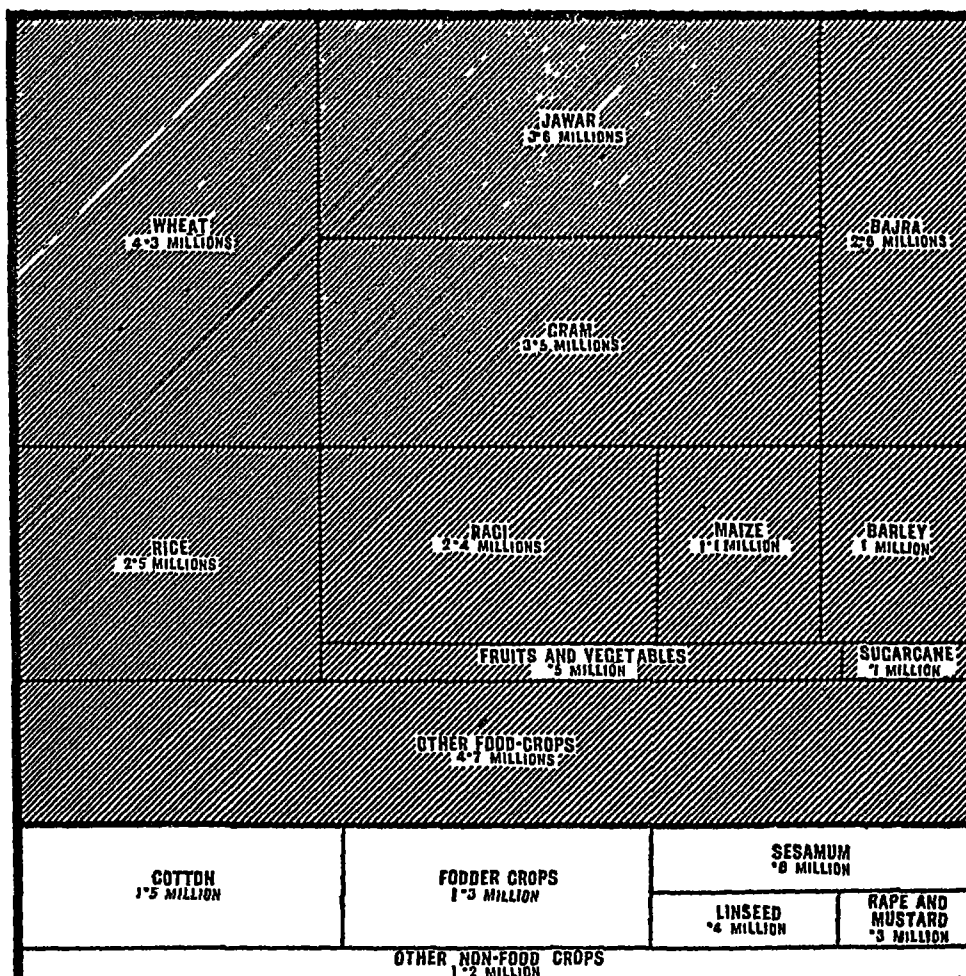 JAWAR
3·6 MILLIONS
WHEAT
4·3 MILLIONS
BAJRA
2·6 MILLIONS
GRAM
3·5 MILLIONS
RICE
2·5 MILLIONS
RAGI
2·4 MILLIONS
MAIZE
1·1 MILLION
BARLEY
1 MILLION
FRUITS AND VEGETABLES
·5 MILLION
SUGARCANE
·1 MILLION
OTHER FOOD-CROPS
4·7 MILLIONS
COTTON
1·5 MILLION
FODDER CROPS
1·3 MILLION
SESAMUM
MILLION
LINSEED
·4 MILLION
RAPE AND
MUSTARD
·3 MILLION
OTHER NON-FOOD CROPS
1·2 MILLION